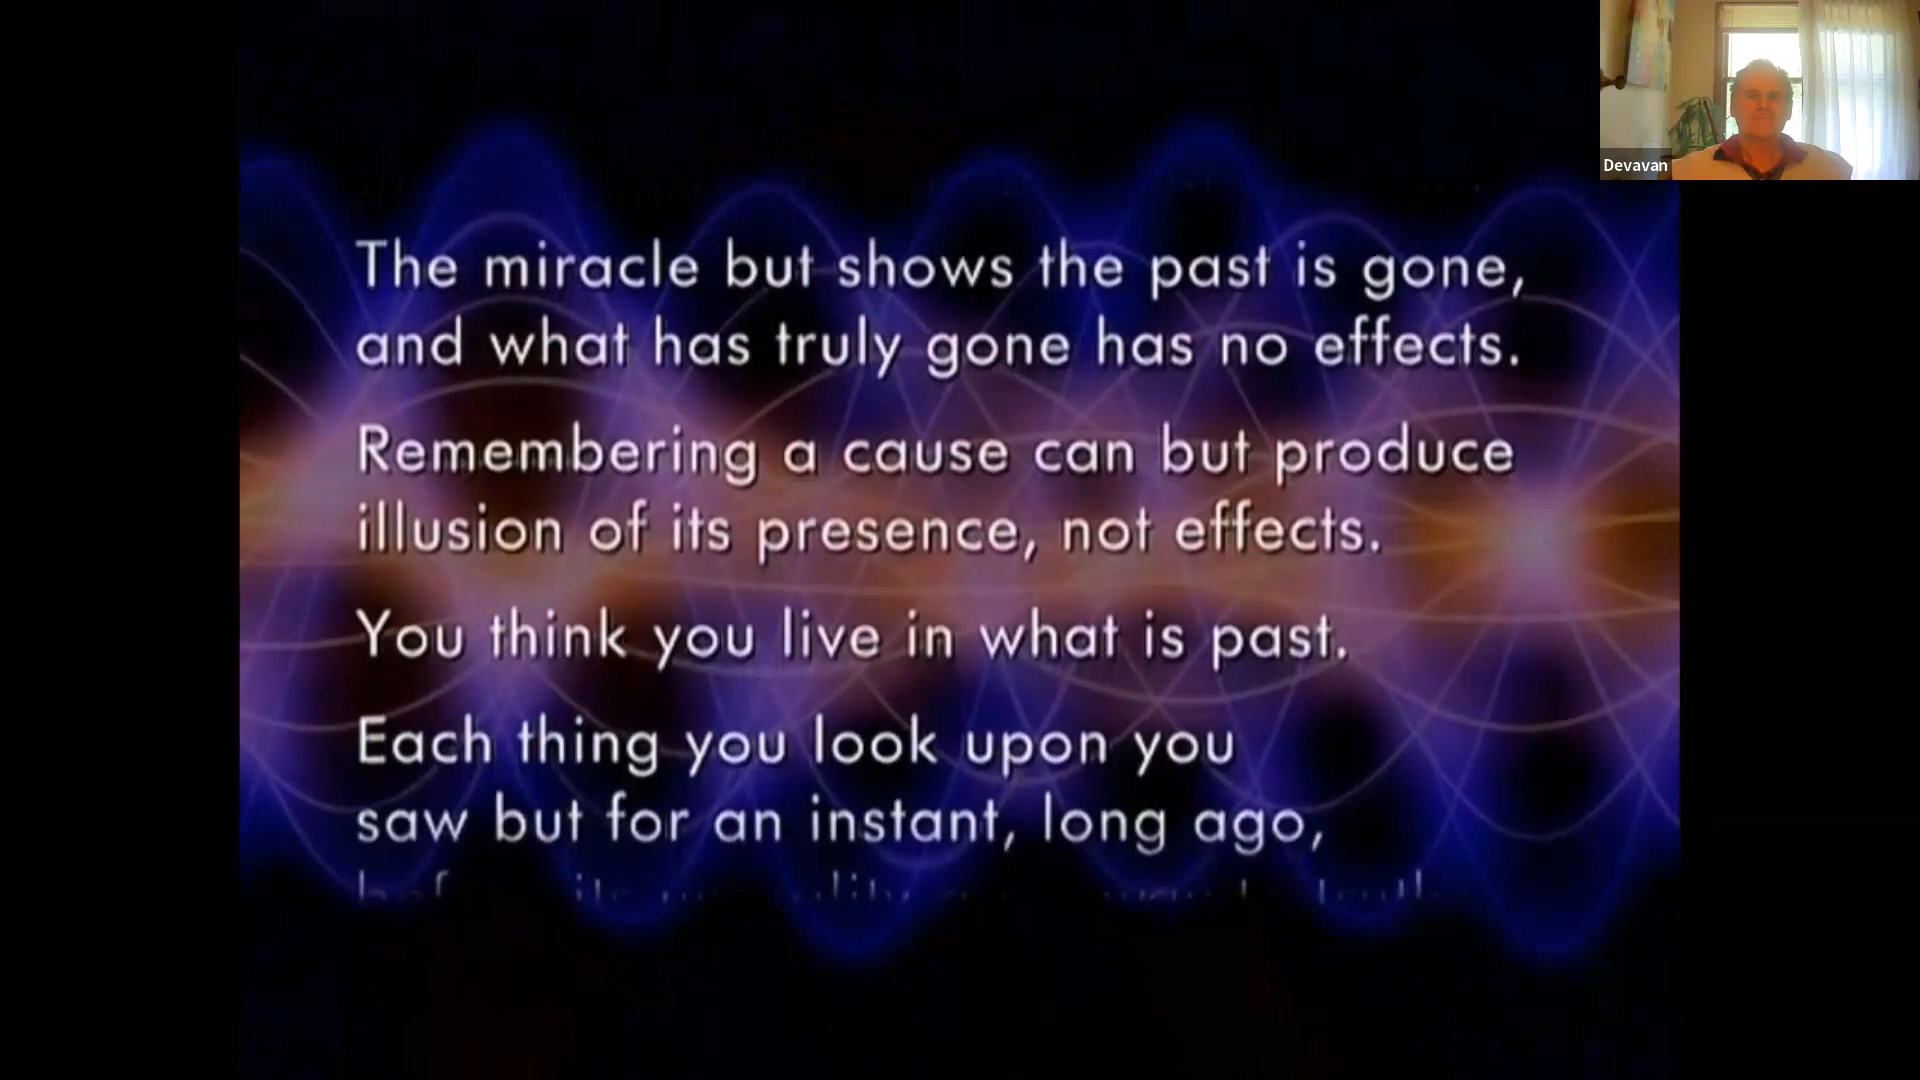 Devavan
The miracle but shows the past is gone,
and what has truly gone has no effects.
Remembering a cause can but produce
illusion of its presence, not effects.
You think you live in what is past.
Each thing you look upon you
saw but for an instant, long ago,